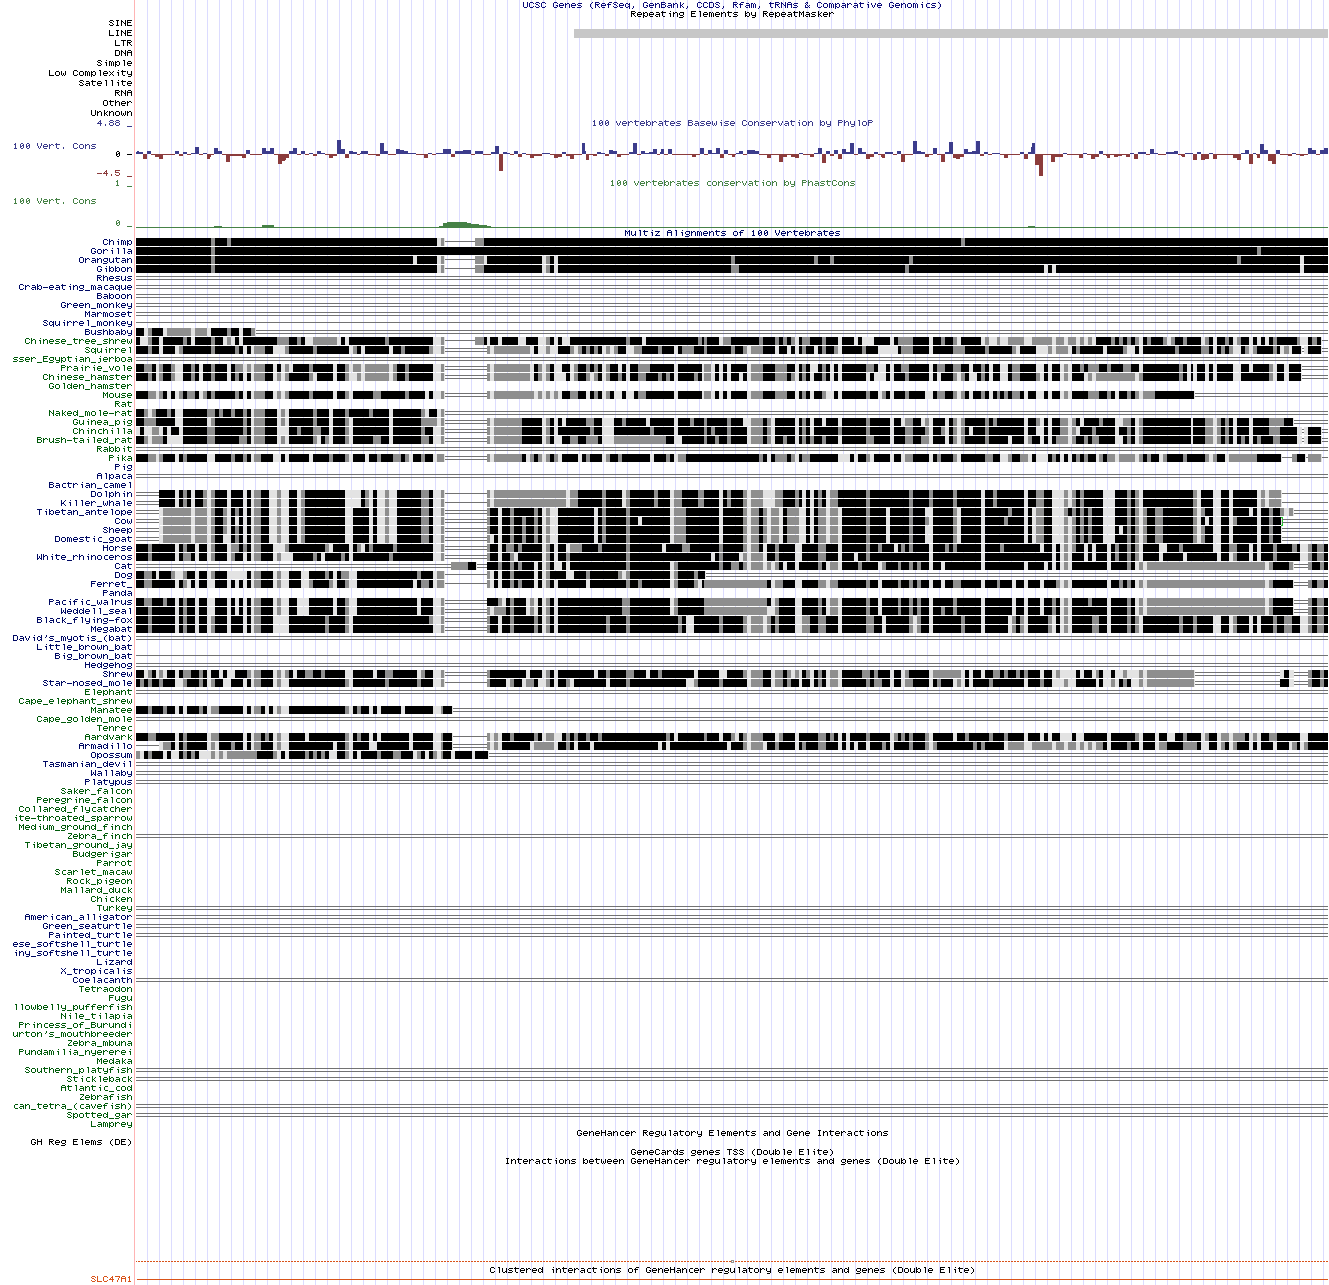 UCSC Genes (RefSeq, GenBank, CCDS, Rfam, tRNAs & Comparative Genomics)
Repeating Elements by RepeatMasker
SINE
LINE
LTR
DNA
Simple
Low Complexity
Satellite
RNA
Other
Unknown
100 vertebrates Basewise Conservation by PhyloP
4.88 _
100 Vert. Cons
0 _
-4.5 _
100 vertebrates conservation by PhastCons
1 _
100 Vert. Cons
0 _
Multiz Alignments of 100 Vertebrates
Chimp
Gorilla
Orangutan
Gibbon
Rhesus
Crab-eating_macaque
Baboon
Green_monkey
Marmoset
Squirrel_monkey
Bushbaby
Chinese_tree_shrew
Squirrel
sser_Egyptian_jerboa
Prairie_vole
Chinese_hamster
Golden_hamster
Mouse
Rat
Naked_mole-rat
Guinea_pig
Chinchilla
Brush-tailed_rat
Rabbit
Pika
Pig
Alpaca
Bactrian_camel
Dolphin
Killer_whale
Tibetan_antelope
Cow
Sheep
Domestic_goat
Horse
White_rhinoceros
Cat
Dog
Ferret_
Panda
Pacific_walrus
Weddell_seal
Black_flying-fox
Megabat
David's_myotis_(bat)
Little_brown_bat
Big_brown_bat
Hedgehog
Shrew
Star-nosed_mole
Elephant
Cape_elephant_shrew
Manatee
Cape_golden_mole
Tenrec
Aardvark
Armadillo
Opossum
Tasmanian_devil
Wallaby
Platypus
Saker_falcon
Peregrine_falcon
Collared_flycatcher
ite-throated_sparrow
Medium_ground_finch
Zebra_finch
Tibetan_ground_jay
Budgerigar
Parrot
Scarlet_macaw
Rock_pigeon
Mallard_duck
Chicken
Turkey
American_alligator
Green_seaturtle
Painted_turtle
ese_softshell_turtle
iny_softshell_turtle
Lizard
X_tropicalis
Coelacanth
Tetraodon
Fugu
llowbelly_pufferfish
Nile_tilapia
Princess_of_Burundi
urton's_mouthbreeder
Zebra_mbuna
Pundamilia_nyererei
Medaka
Southern_platyfish
Stickleback
Atlantic_cod
Zebrafish
can_tetra_(cavefish)
Spotted_gar
Lamprey
GeneHancer Regulatory Elements and Gene Interactions
GH Reg Elems (DE)
GeneCards genes TSS (Double Elite)
Interactions between GeneHancer regulatory elements and genes (Double Elite)
Clustered interactions of GeneHancer regulatory elements and genes (Double Elite)
SLC47A1